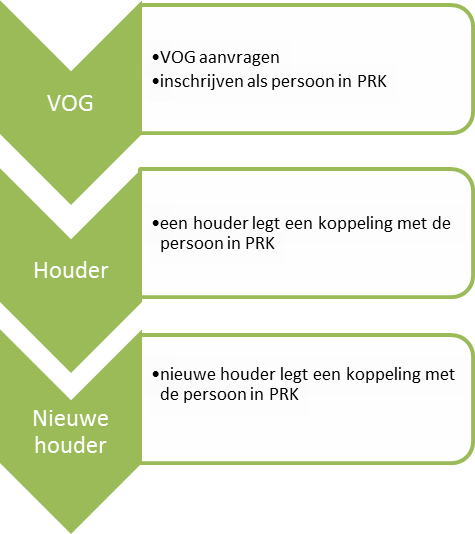 VOG
•VOG aanvragen
•inschrijven als persoon in PRK
Houder
•een houder legt een koppeling met de
persoon in PRK
Nieuwe
houder
•nieuwe houder legt een koppeling met
de persoon in PRK